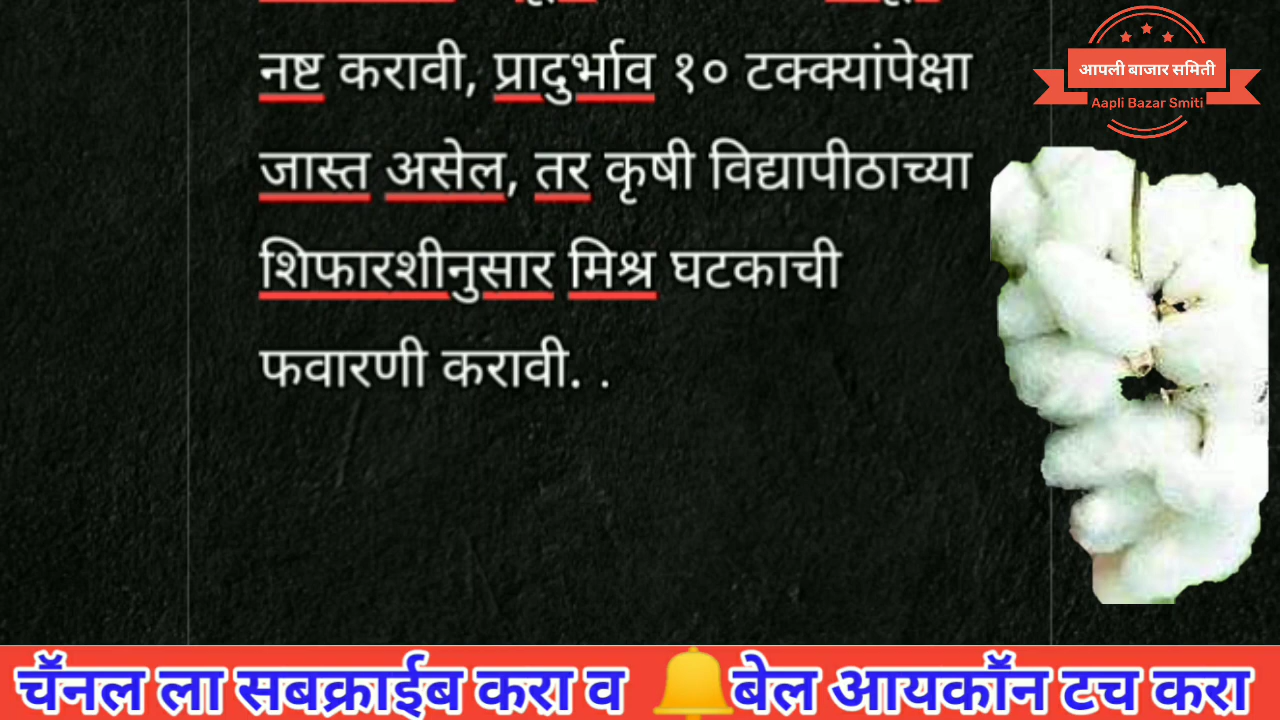 नष्ट करावी, प्रादुर्भाव १० टक्क्यांपेक्षा
जास्त असेल, तर कृषी विद्यापीठाच्या
शिफारशीनुसार मिश्र घटकाची
फवारणी करावी. .
आपली बाजार समिती
Aapli Bazar Smiti
चॅनल ला सबक्राईब करा व बेल आयकॉन टच करा